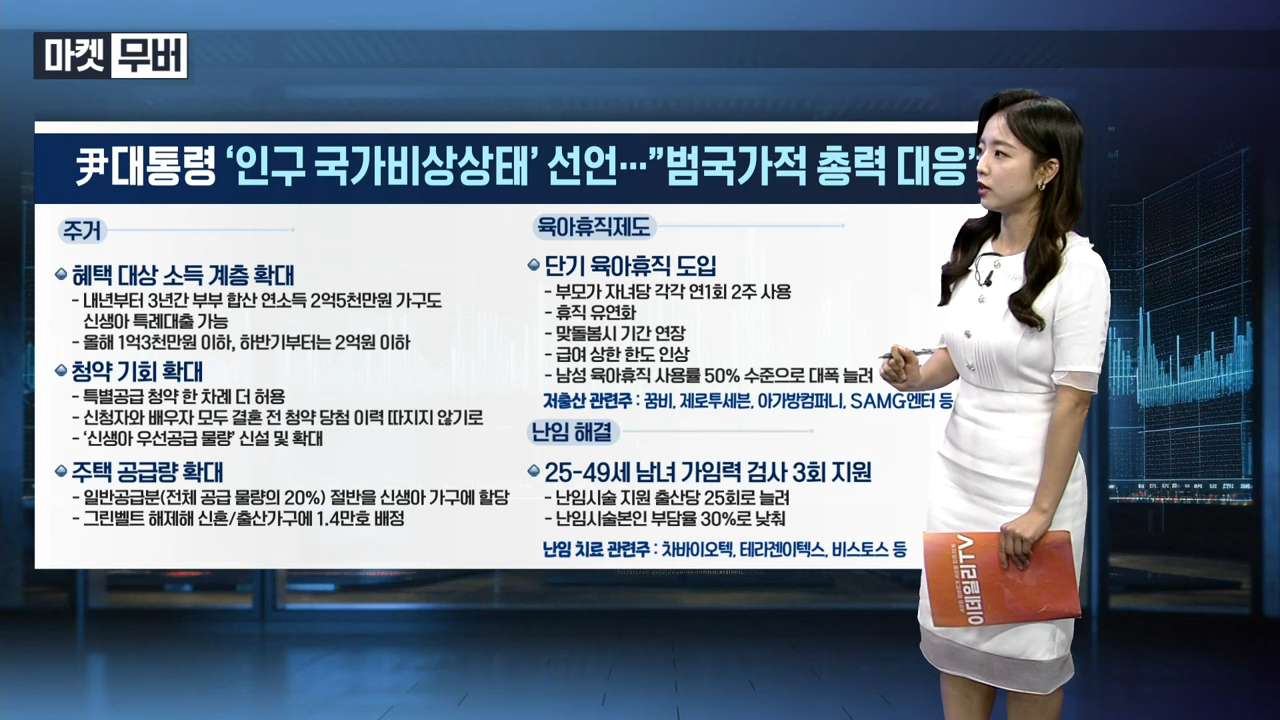 마켓 무버
尹대통령 ‘인구 국가비상상태’ 선언…”범국가적 총력 대응”
주거
혜택 대상 소득 계층 확대
- 내년부터 3년간 부부 합산 연소득 2억5천만원 가구도
신생아 특례대출 가능
- 올해 1억3천만원 이하, 하반기부터는 2억원 이하
청약 기회 확대
- 특별공급 청약 한 차례 더 허용
- 신청자와 배우자 모두 결혼 전 청약 당첨 이력 따지지 않기로
- ‘신생아 우선공급 물량’ 신설 및 확대
주택 공급량 확대
- 일반공급분(전체 공급 물량의 20%) 절반을 신생아 가구에 할당
- 그린벨트 해제해 신혼/출산가구에 1.4만호 배정
육아휴직제도
단기 육아휴직 도입
- 부모가 자녀당 각각 연1회 2주 사용
- 휴직 유연화
- 맞돌봄시 기간 연장
- 급여 상한 한도 인상
- 남성 육아휴직 사용률 50% 수준으로 대폭 늘려
저출산 관련주 : 꿈비, 제로투세븐, 아가방컴퍼니, SAMG엔터 등
난임 해결
25-49세 남녀 가임력 검사 3회 지원
- 난임시술 지원 출산당 25회로 늘려
- 난임시술본인 부담율 30%로 낮춰
난임 치료 관련주 : 차바이오텍, 테라젠이텍스, 비스토스 등
이데일리TV